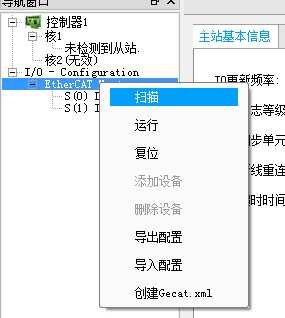 导航窗口
控制器1
核1
未检测到从站.
核2(无效)
I/O - Configuration
EtherCAT
S(0)
S(1)
扫描
运行
复位
添加设备
删除设备
导出配置
导入配置
创建Gecat.xml
主站基本信息
IO更新频率:
志等级
步单元
线重连
时时间